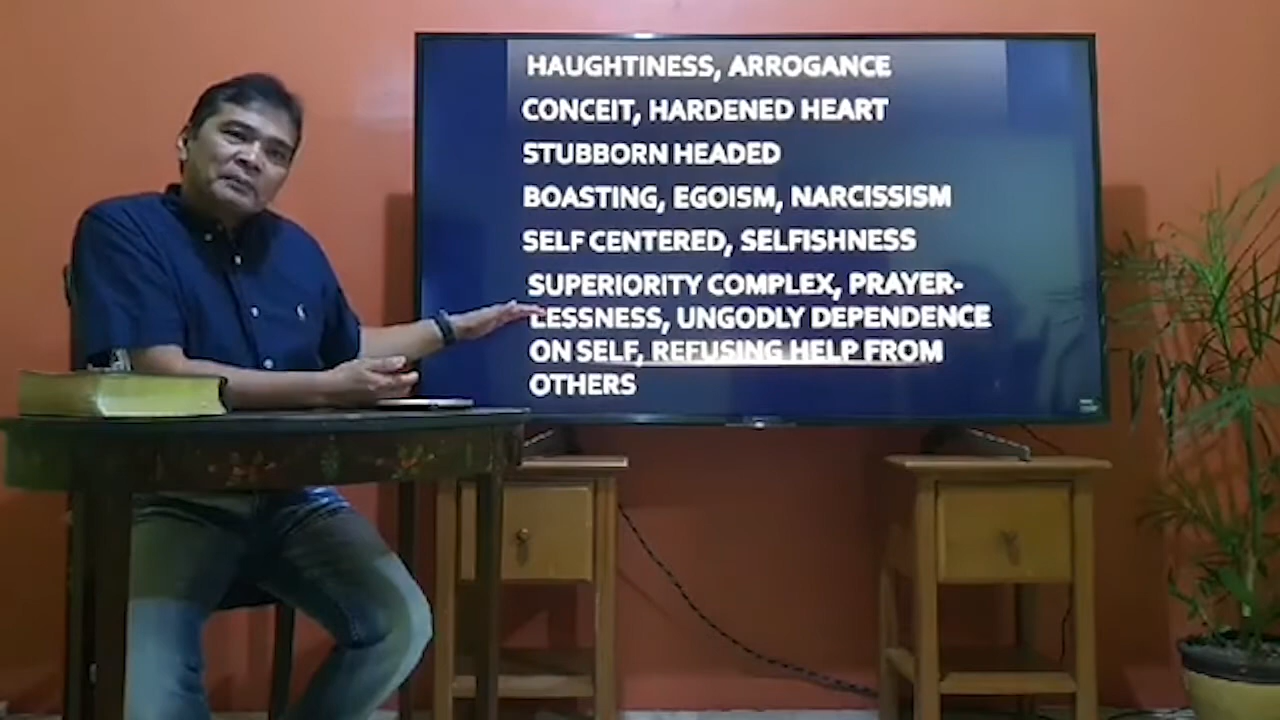 HAUGHTINESS, ARROGANCE
CONCEIT, HARDENED HEART
STUBBORN HEADED
BOASTING, EGOISM, NARCISSISM
SELF CENTERED, SELFISHNESS
SUPERIORITY COMPLEX, PRAYER-
LESSNESS, UNGODLY DEPENDENCE
ON SELF, REFUSING HELP FROM
OTHERS